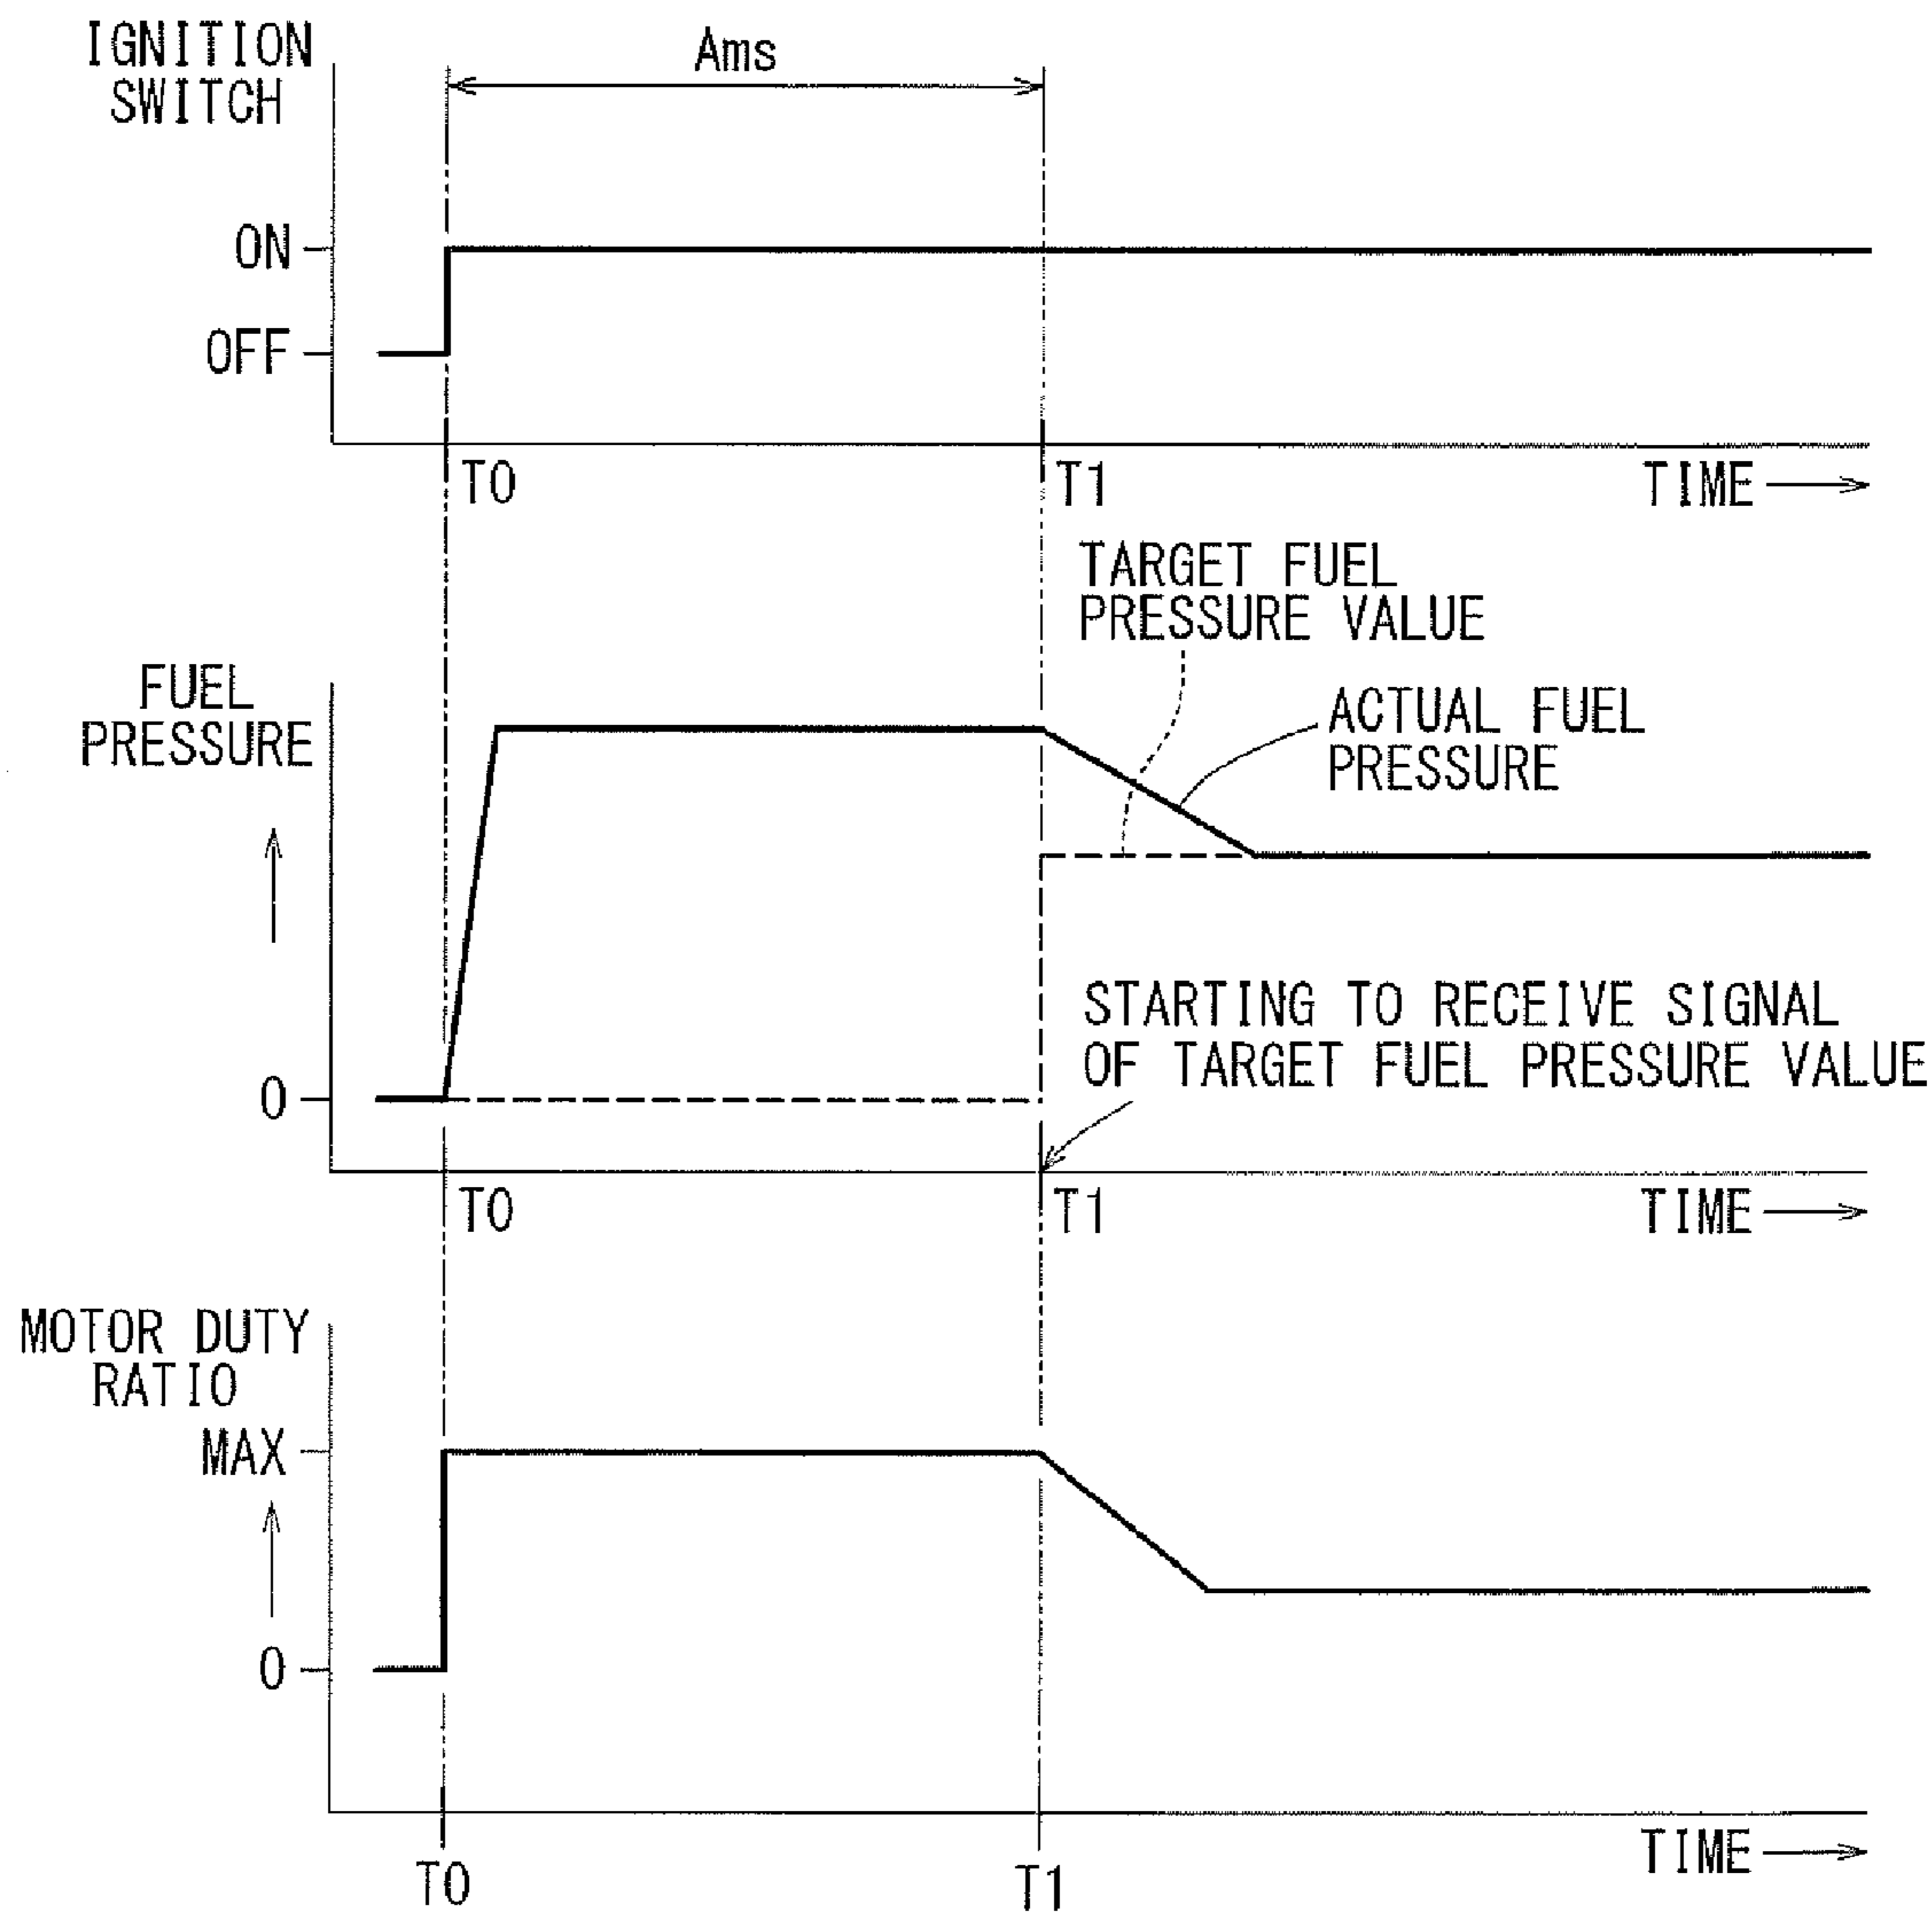 IGNITION
SWITCH
Ams
ON
OFF
T0
T1
TIME
TARGET FUEL
PRESSURE VALUE
FUEL
PRESSURE
ACTUAL FUEL
PRESSURE
STARTING TO RECEIVE SIGNAL
OF TARGET FUEL PRESSURE VALUE
0
T0
T1
TIME
MOTOR DUTY
RATIO
MAX
0
TIME
T0
T1